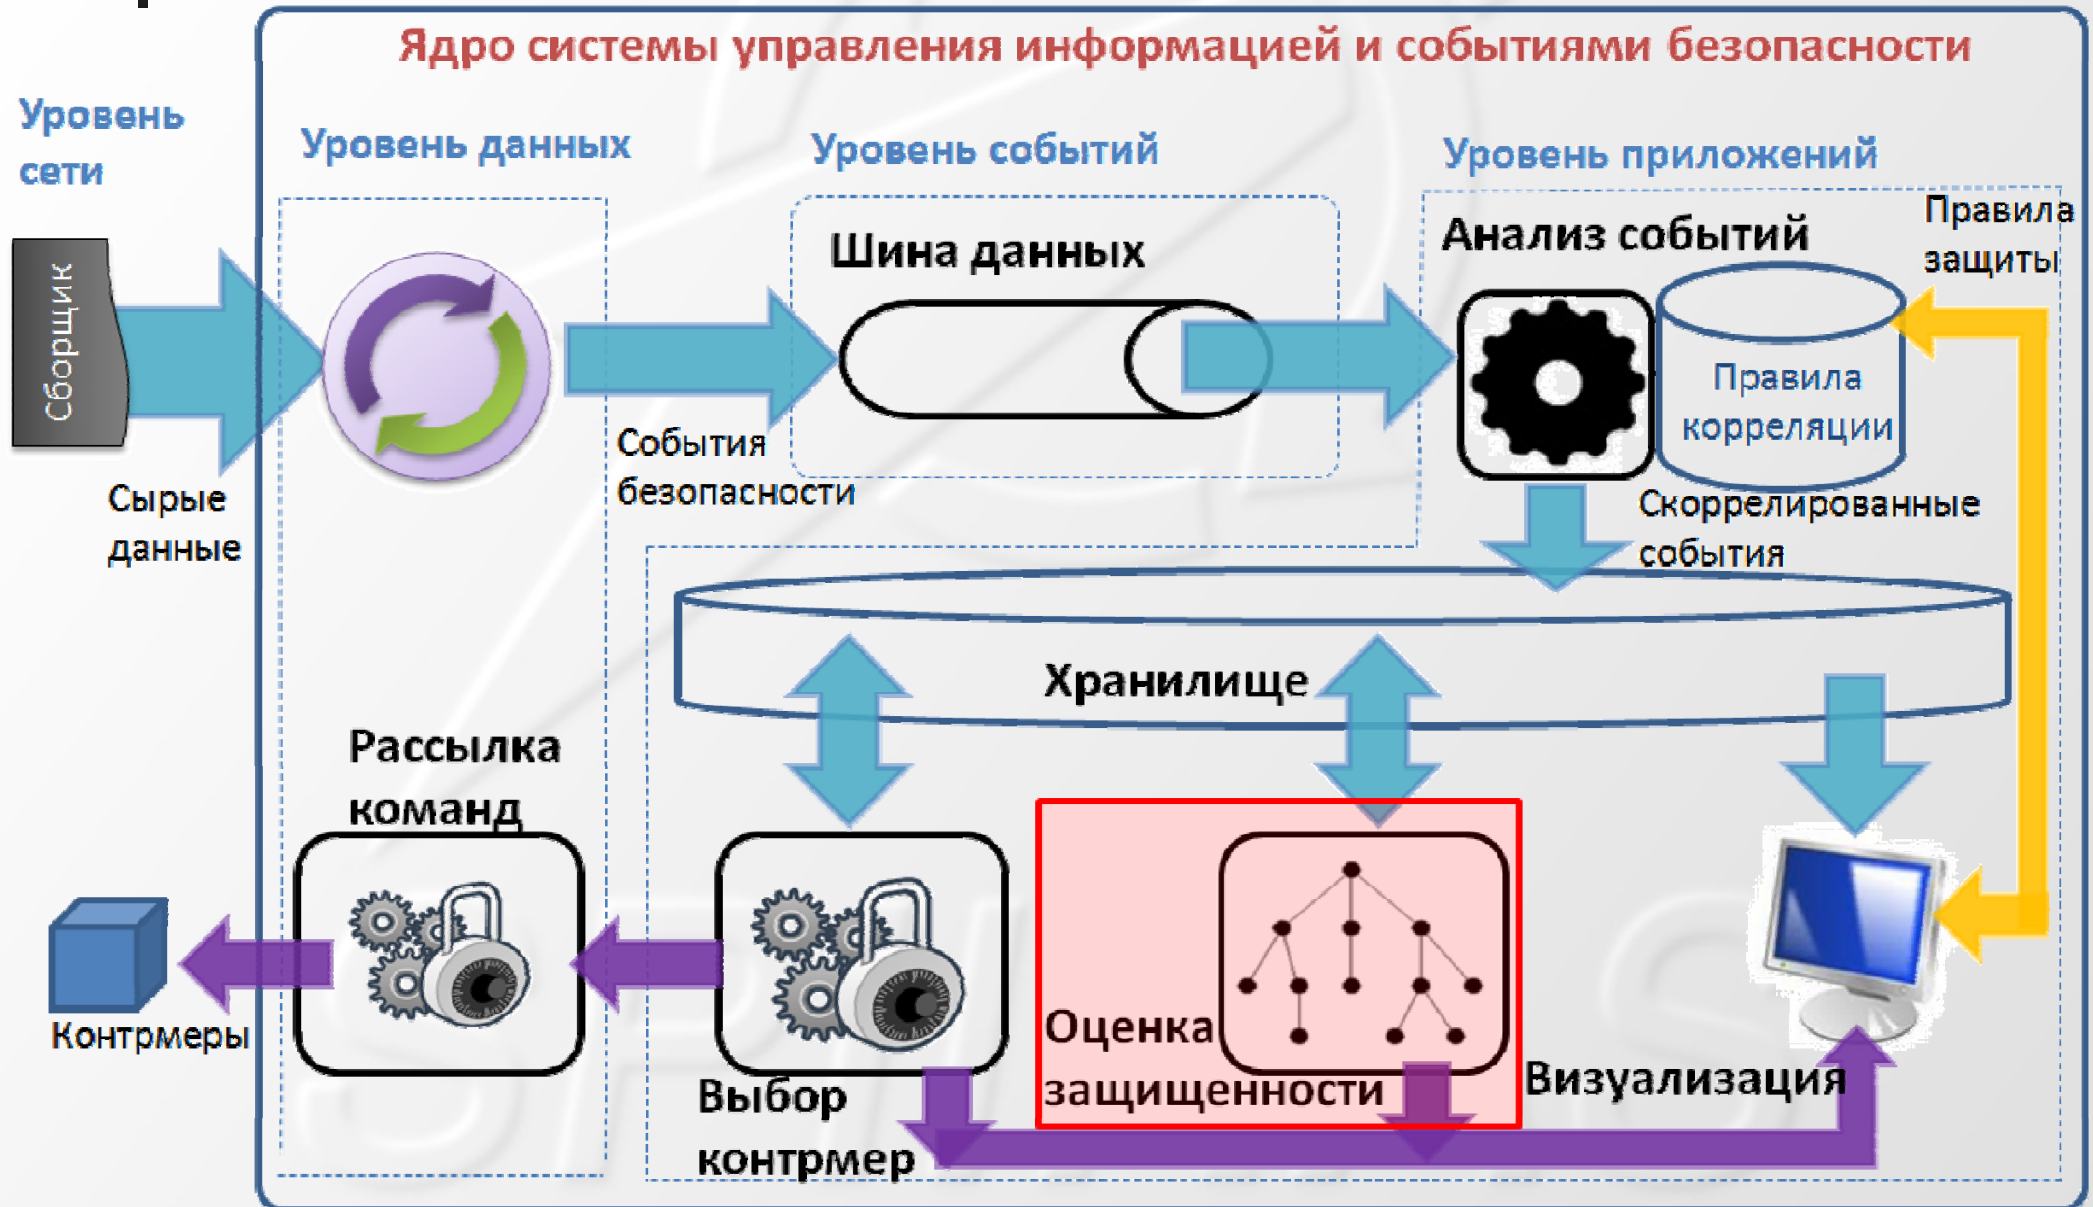 Ядро системы управления информацией и событиями безопасности
Уровень
сети
Уровень данных
Уровень событий
Уровень приложений
Сборщик
Сырые
данные
События
безопасности
Шина данных
Анализ событий
Правила
защиты
Правила
корреляции
Скоррелированные
события
Хранилище
Рассылка
команд
Контрмеры
Выбор
контрмер
Оценка
защищенности
Визуализация